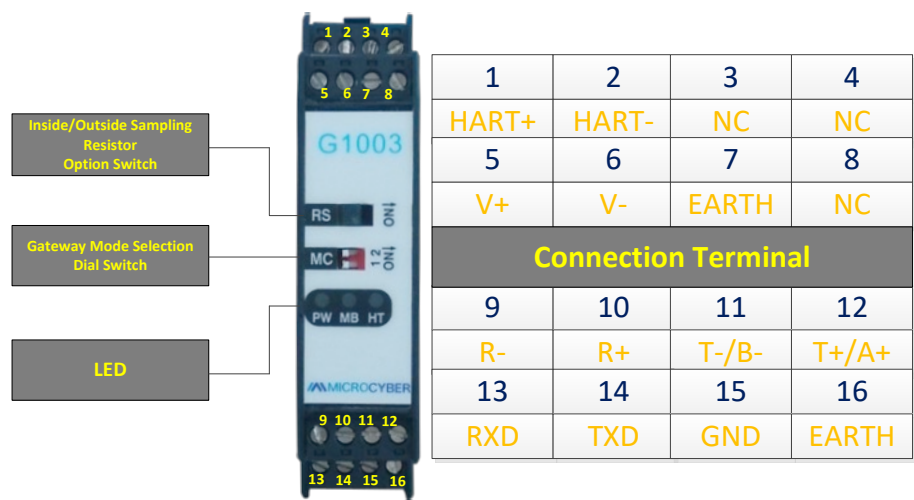 Inside/Outside Sampling
Resistor
Option Switch
Gateway Mode Selection
Dial Switch
LED
1 2 3 4
5 6 7 8
G1003
RS
ON↑
MC
1 2
ON↑
PW MB HT
MICROCYBER
9 10 11 12
13 14 15 16
1 2 3 4
HART+ HART- NC NC
5 6 7 8
V+ V- EARTH NC
Connection Terminal
9 10 11 12
R- R+ T-/B- T+/A+
13 14 15 16
RXD TXD GND EARTH